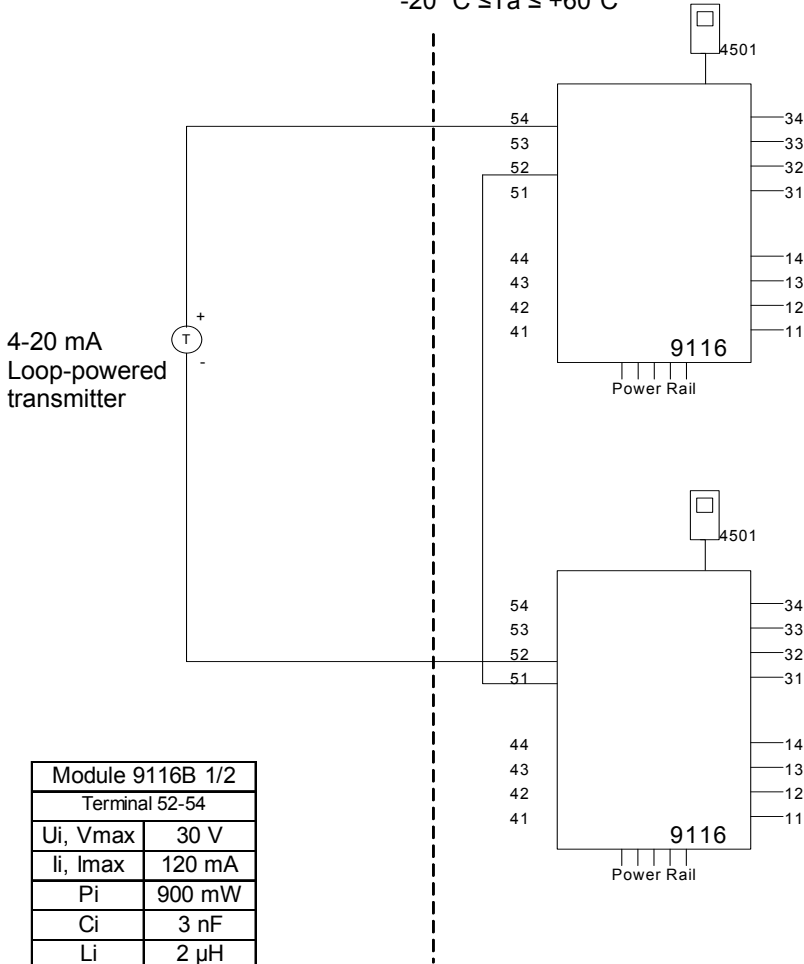 -20 ˚C ≤Ta ≤ +60˚C
4501
54
53
52
51
44
43
42
41
34
33
32
31
14
13
12
11
9116
Power Rail
+
T
-
4-20 mA
Loop-powered
transmitter
4501
54
53
52
51
44
43
42
41
34
33
32
31
14
13
12
11
9116
Power Rail
Module 9116B 1/2
Terminal 52-54
Ui, Vmax 30 V
Ii, Imax 120 mA
Pi 900 mW
Ci 3 nF
Li 2 µH